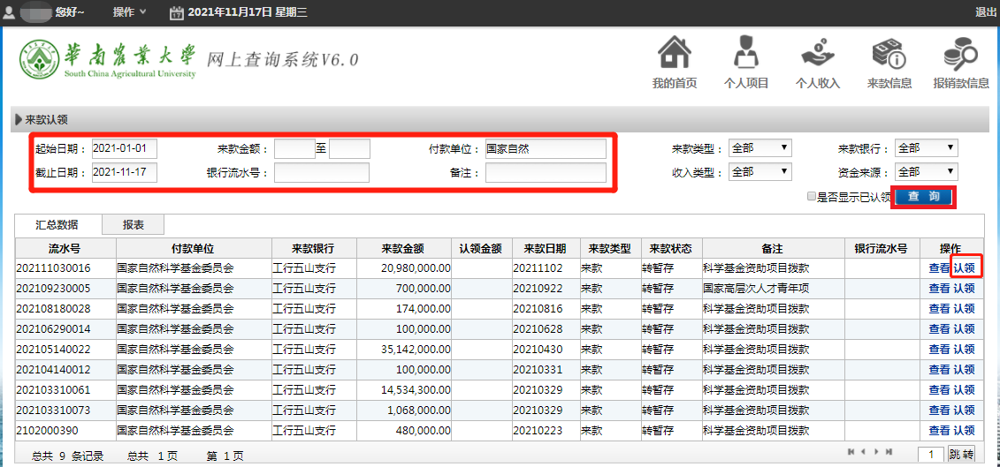 您好~ 操作 17 2021年11月17日 星期三 退出
華南農業大學 网上查询系统V6.0
South China Agricultural University
我的首页 个人项目 个人收入 来款信息 报销款信息
来款认领
起始日期： 2021-01-01 来款金额： 至 付款单位： 国家自然 来款类型： 全部 来款银行： 全部
截止日期： 2021-11-17 银行流水号： 备注： 收入类型： 全部 资金来源： 全部
是否显示已认领 查 询
汇总数据 报表
流水号 付款单位 来款银行 来款金额 认领金额 来款日期 来款类型 来款状态 备注 银行流水号 操作
202111030016 国家自然科学基金委员会 工行五山支行 20,980,000.00 20211102 来款 转暂存 科学基金资助项目拨款 查看 认领
202109230005 国家自然科学基金委员会 工行五山支行 700,000.00 20210922 来款 转暂存 国家高层次人才青年项 查看 认领
202108180028 国家自然科学基金委员会 工行五山支行 174,000.00 20210816 来款 转暂存 科学基金资助项目拨款 查看 认领
202106290014 国家自然科学基金委员会 工行五山支行 100,000.00 20210628 来款 转暂存 科学基金资助项目拨款 查看 认领
202105140022 国家自然科学基金委员会 工行五山支行 35,142,000.00 20210430 来款 转暂存 科学基金资助项目拨款 查看 认领
202104140012 国家自然科学基金委员会 工行五山支行 100,000.00 20210331 来款 转暂存 科学基金资助项目拨款 查看 认领
202103310061 国家自然科学基金委员会 工行五山支行 14,534,300.00 20210329 来款 转暂存 科学基金资助项目拨款 查看 认领
202103310073 国家自然科学基金委员会 工行五山支行 1,068,000.00 20210329 来款 转暂存 科学基金资助项目拨款 查看 认领
2102000390 国家自然科学基金委员会 工行五山支行 480,000.00 20210223 来款 转暂存 科学基金资助项目拨款 查看 认领
总共 9 条记录 总共 1 页 第 1 页 1 跳 转